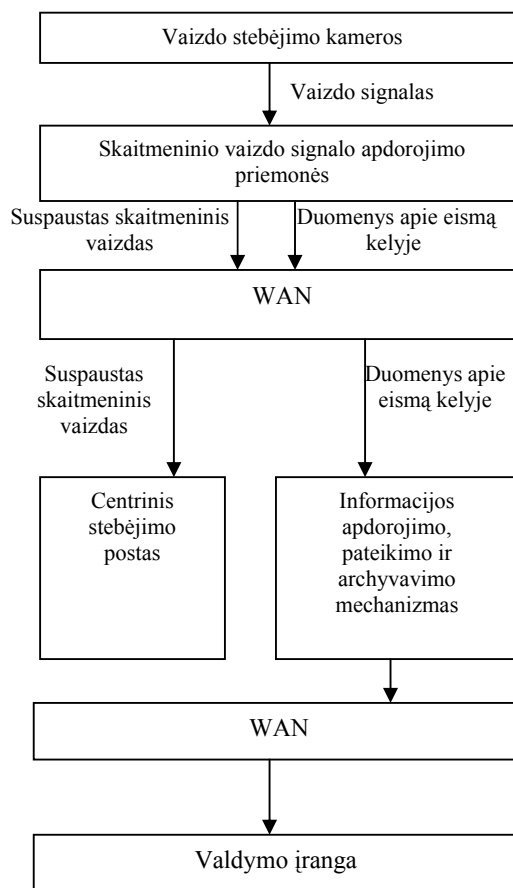 Vaizdo stebėjimo kameros
Vaizdo signalas
Skaitmeninio vaizdo signalo apdorojimo
priemonės
Suspaustas skaitmeninis
vaizdas
Duomenys apie eismą
kelyje
WAN
Suspaustas
skaitmeninis
vaizdas
Duomenys apie
eismą kelyje
Centrinis
stebėjimo
postas
Informacijos
apdorojimo,
pateikimo ir
archyvavimo
mechanizmas
WAN
Valdymo įranga